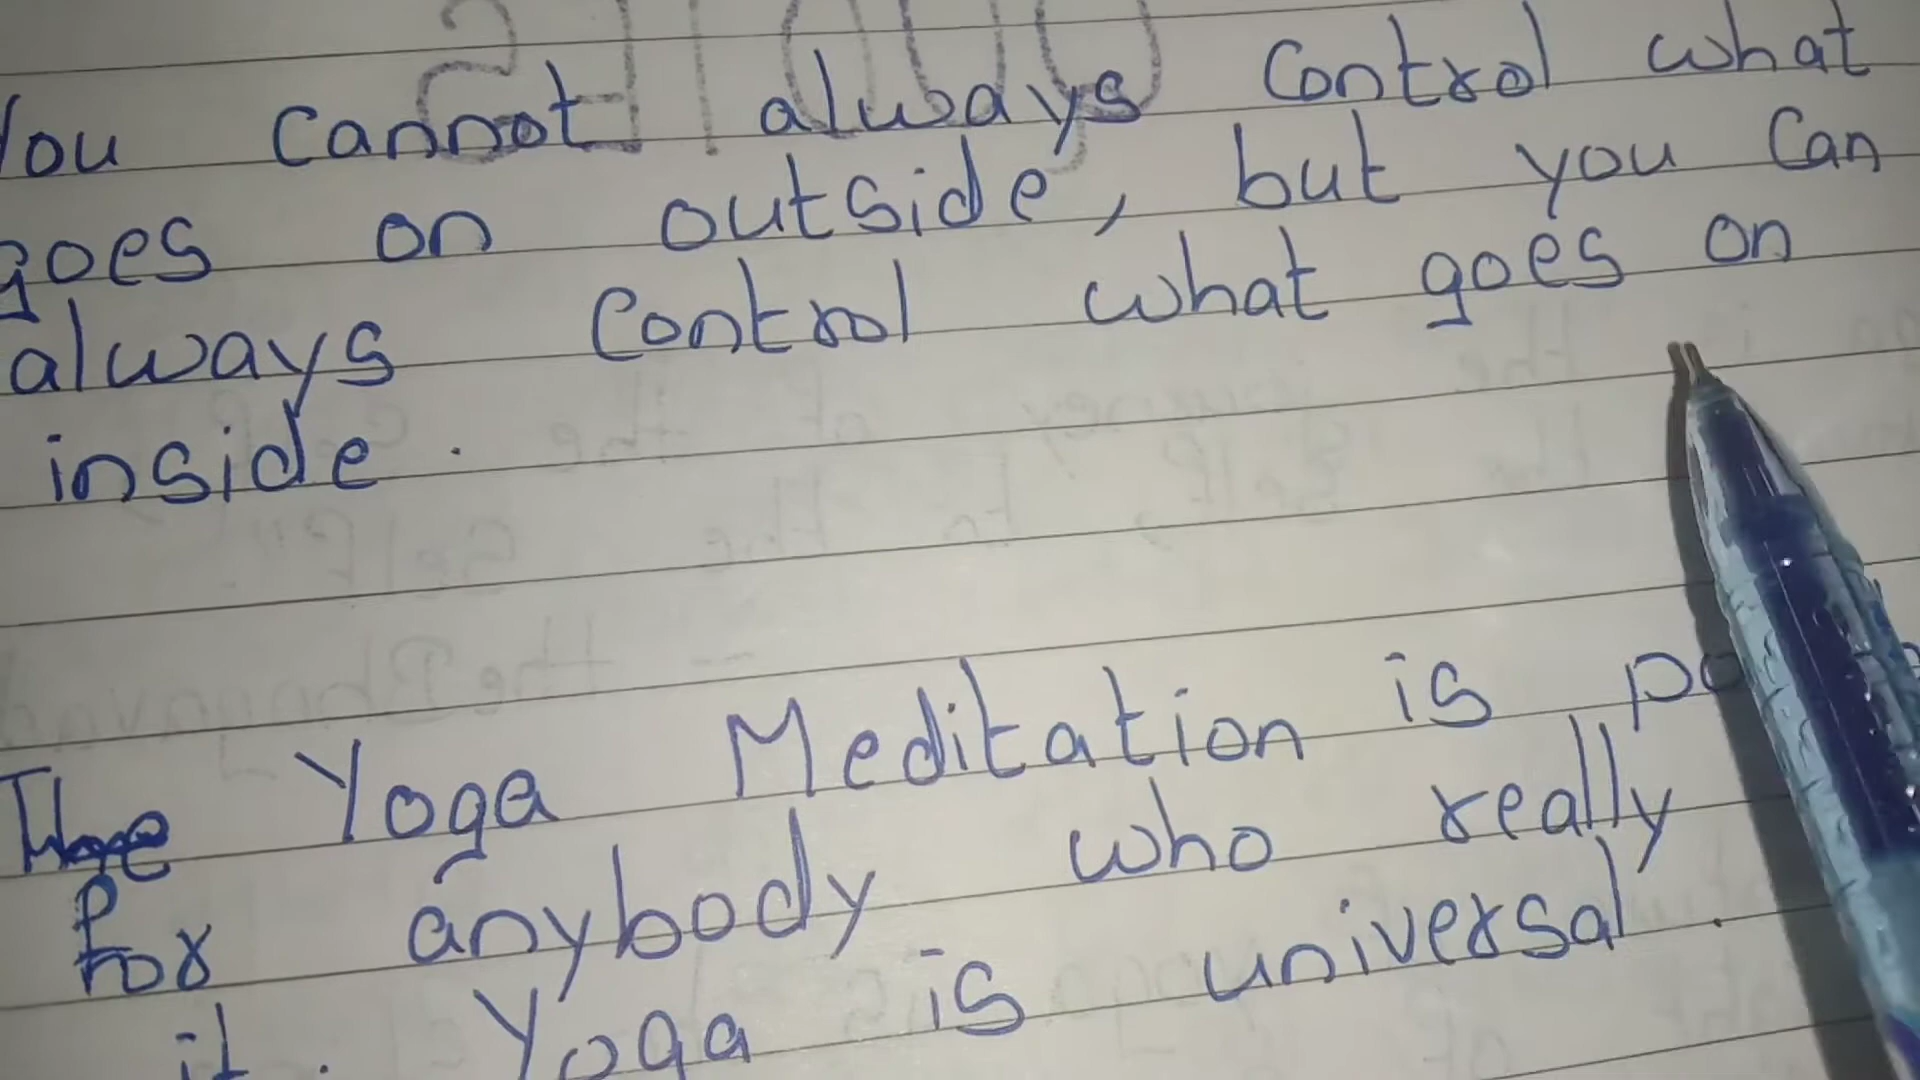 You cannot always Control what
goes on outside, but you Can
always Control what goes on
inside.
The Yoga Meditation is
for anybody who really
it. Yoga is universal.